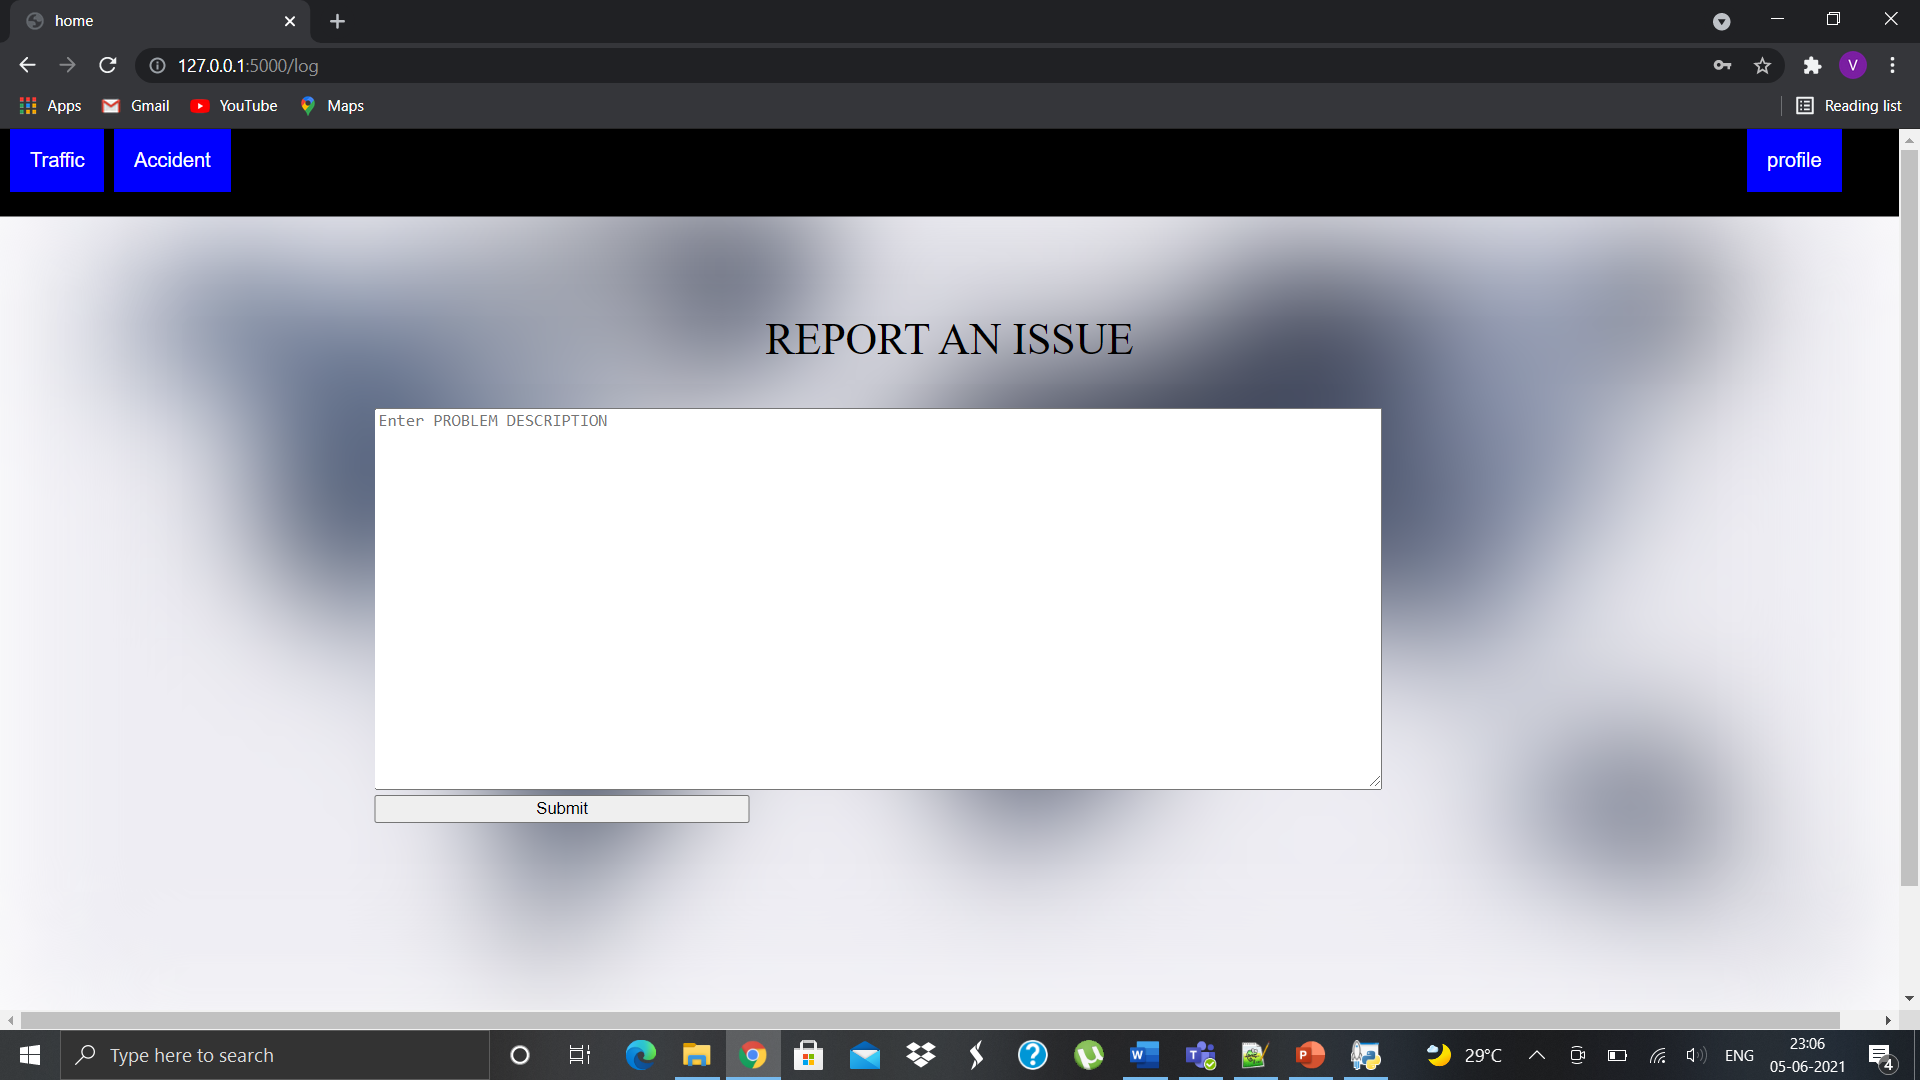 home
127.0.0.1:5000/log
V
Apps Gmail YouTube Maps Reading list
Traffic Accident profile
REPORT AN ISSUE
Enter PROBLEM DESCRIPTION
Submit
Type here to search
29°C
ENG
23:06
05-06-2021
4